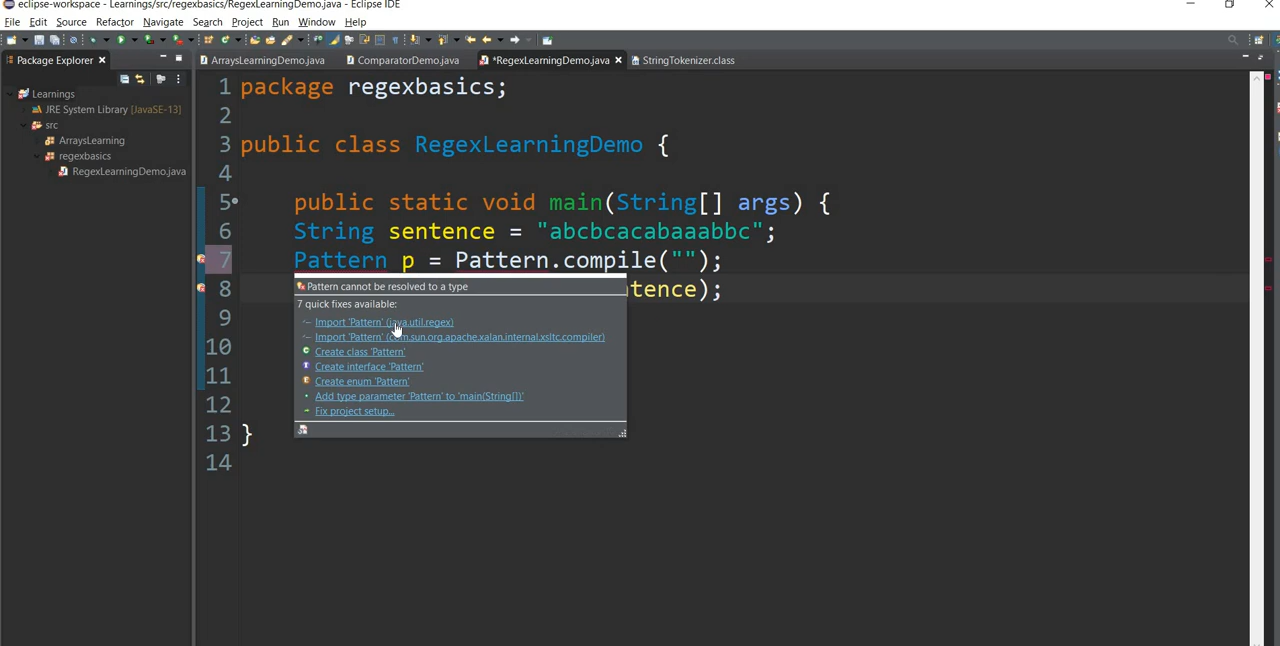 eclipse-workspace - Learnings/src/regexbasics/RegexLearningDemo.java - Eclipse IDE
File Edit Source Refactor Navigate Search Project Run Window Help
Package Explorer
ArraysLearningDemo.java ComparatorDemo.java *RegexLearningDemo.java StringTokenizer.class
Learnings
JRE System Library [JavaSE-13]
src
ArraysLearning
regexbasics
RegexLearningDemo.java
1 package regexbasics;
2
3 public class RegexLearningDemo {
4
5 public static void main(String[] args) {
6 String sentence = "abcbcacabaaabbc";
7 Pattern p = Pattern.compile("");
8 tence);
Pattern cannot be resolved to a type
7 quick fixes available:
Import 'Pattern' (java.util.regex)
Import 'Pattern' (com.sun.org.apache.xalan.internal.xsltc.compiler)
Create class 'Pattern'
Create interface 'Pattern'
Create enum 'Pattern'
Add type parameter 'Pattern' to 'main(String[])'
Fix project setup...
9
10
11
12
13 }
14